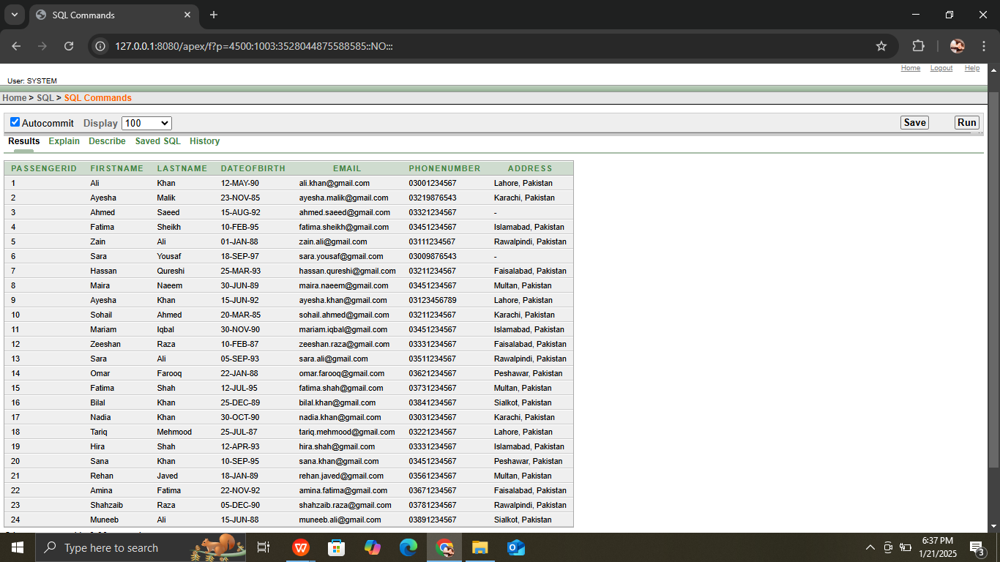 SQL Commands
127.0.0.1:8080/apex/f?p=4500:1003:3528044875588585::NO:::
Home Logout Help
User: SYSTEM
Home > SQL > SQL Commands
Autocommit Display 100 Save Run
Results Explain Describe Saved SQL History
PASSENGERID FIRSTNAME LASTNAME DATEOFBIRTH EMAIL PHONENUMBER ADDRESS
1 Ali Khan 12-MAY-90 ali.khan@gmail.com 03001234567 Lahore, Pakistan
2 Ayesha Malik 23-NOV-85 ayesha.malik@gmail.com 03219876543 Karachi, Pakistan
3 Ahmed Saeed 15-AUG-92 ahmed.saeed@gmail.com 03321234567 -
4 Fatima Sheikh 10-FEB-95 fatima.sheikh@gmail.com 03451234567 Islamabad, Pakistan
5 Zain Ali 01-JAN-88 zain.ali@gmail.com 03111234567 Rawalpindi, Pakistan
6 Sara Yousaf 18-SEP-97 sara.yousaf@gmail.com 03009876543 -
7 Hassan Qureshi 25-MAR-93 hassan.qureshi@gmail.com 03211234567 Faisalabad, Pakistan
8 Maira Naeem 30-JUN-89 maira.naeem@gmail.com 03451234567 Multan, Pakistan
9 Ayesha Khan 15-JUN-92 ayesha.khan@gmail.com 03123456789 Lahore, Pakistan
10 Sohail Ahmed 20-MAR-85 sohail.ahmed@gmail.com 03211234567 Karachi, Pakistan
11 Mariam Iqbal 30-NOV-90 mariam.iqbal@gmail.com 03451234567 Islamabad, Pakistan
12 Zeeshan Raza 10-FEB-87 zeeshan.raza@gmail.com 03331234567 Faisalabad, Pakistan
13 Sara Ali 05-SEP-93 sara.ali@gmail.com 03511234567 Rawalpindi, Pakistan
14 Omar Farooq 22-JAN-88 omar.farooq@gmail.com 03621234567 Peshawar, Pakistan
15 Fatima Shah 12-JUL-95 fatima.shah@gmail.com 03731234567 Multan, Pakistan
16 Bilal Khan 25-DEC-89 bilal.khan@gmail.com 03841234567 Sialkot, Pakistan
17 Nadia Khan 30-OCT-90 nadia.khan@gmail.com 03031234567 Karachi, Pakistan
18 Tariq Mehmood 25-JUL-87 tariq.mehmood@gmail.com 03221234567 Lahore, Pakistan
19 Hira Shah 12-APR-93 hira.shah@gmail.com 03331234567 Islamabad, Pakistan
20 Sana Khan 10-SEP-95 sana.khan@gmail.com 03451234567 Peshawar, Pakistan
21 Rehan Javed 18-JAN-89 rehan.javed@gmail.com 03561234567 Multan, Pakistan
22 Amina Fatima 22-NOV-92 amina.fatima@gmail.com 03671234567 Faisalabad, Pakistan
23 Shahzaib Raza 05-DEC-90 shahzaib.raza@gmail.com 03781234567 Rawalpindi, Pakistan
24 Muneeb Ali 15-JUN-88 muneeb.ali@gmail.com 03891234567 Sialkot, Pakistan
Type here to search
6:37 PM
1/21/2025
3